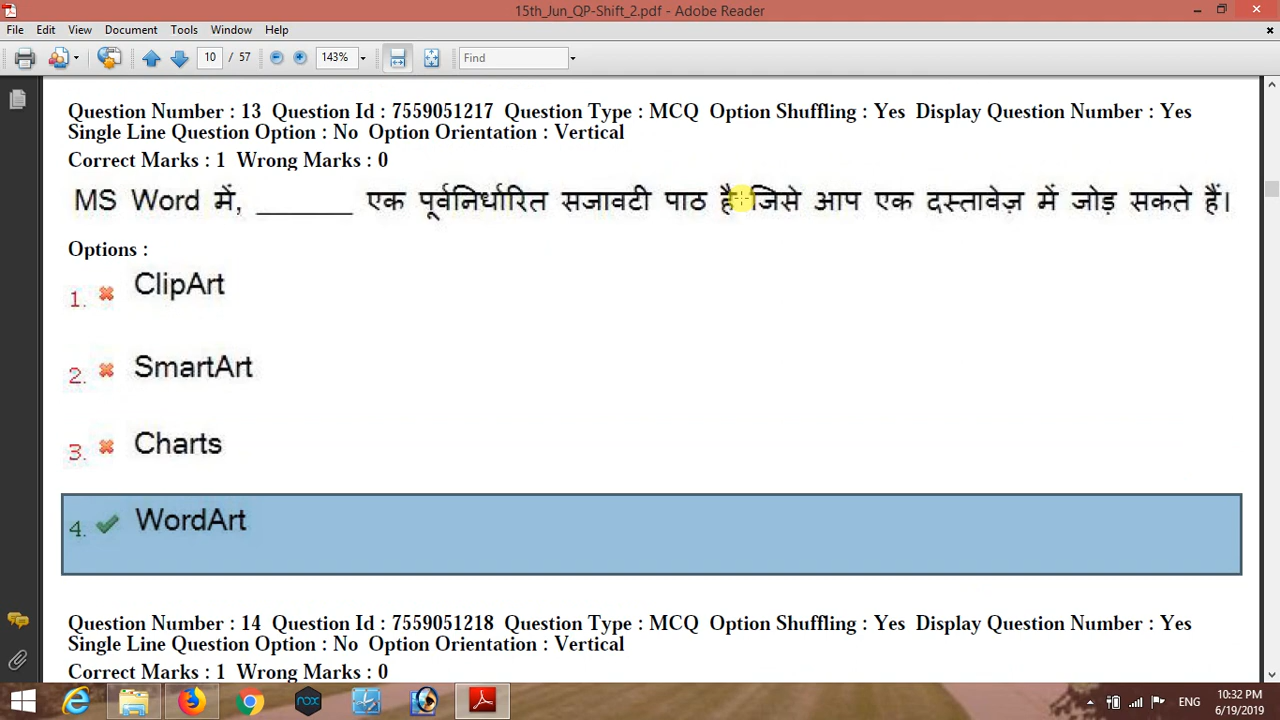 15th_Jun_QP-Shift_2.pdf - Adobe Reader
File Edit View Document Tools Window Help
10 / 57 143% Find
Question Number : 13 Question Id : 7559051217 Question Type : MCQ Option Shuffling : Yes Display Question Number : Yes
Single Line Question Option : No Option Orientation : Vertical
Correct Marks : 1 Wrong Marks : 0
MS Word में, _______ एक पूर्वनिर्धारित सजावटी पाठ है जिसे आप एक दस्तावेज़ में जोड़ सकते हैं।
Options :
1. ClipArt
2. SmartArt
3. Charts
4. WordArt
Question Number : 14 Question Id : 7559051218 Question Type : MCQ Option Shuffling : Yes Display Question Number : Yes
Single Line Question Option : No Option Orientation : Vertical
Correct Marks : 1 Wrong Marks : 0
nox ENG 10:32 PM
6/19/2019